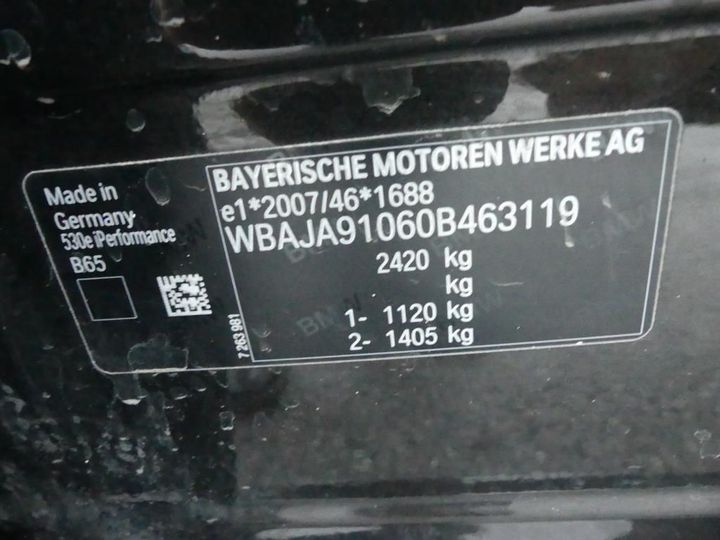 Made in
Germany
530e iPerformance
B65
7 263 981
BAYERISCHE MOTOREN WERKE AG
e1*2007/46*1688
WBAJA91060B463119
2420 kg
kg
1- 1120 kg
2- 1405 kg